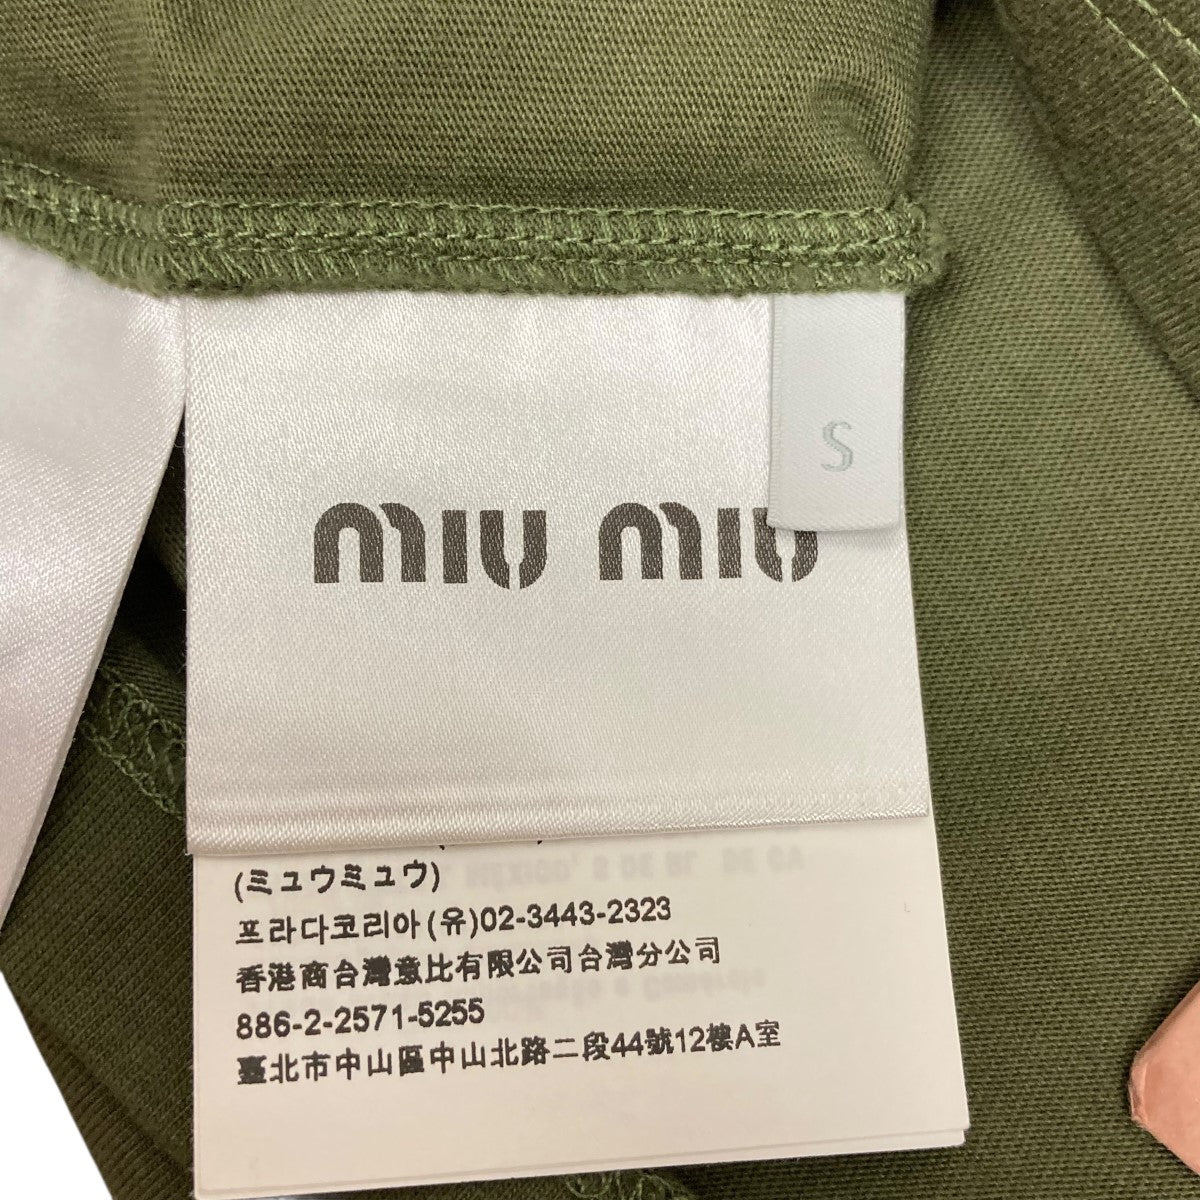 S
miu miu
(ミュウミュウ)
프라다코리아(유)02-3443-2323
香港商台灣意比有限公司台灣分公司
886-2-2571-5255
臺北市中山區中山北路二段44號12樓A室